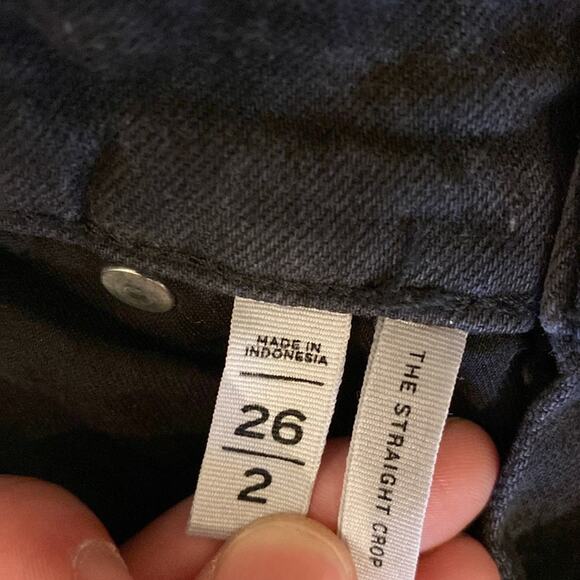 MADE IN
INDONESIA
26
2
THE STRAIGHT CROP